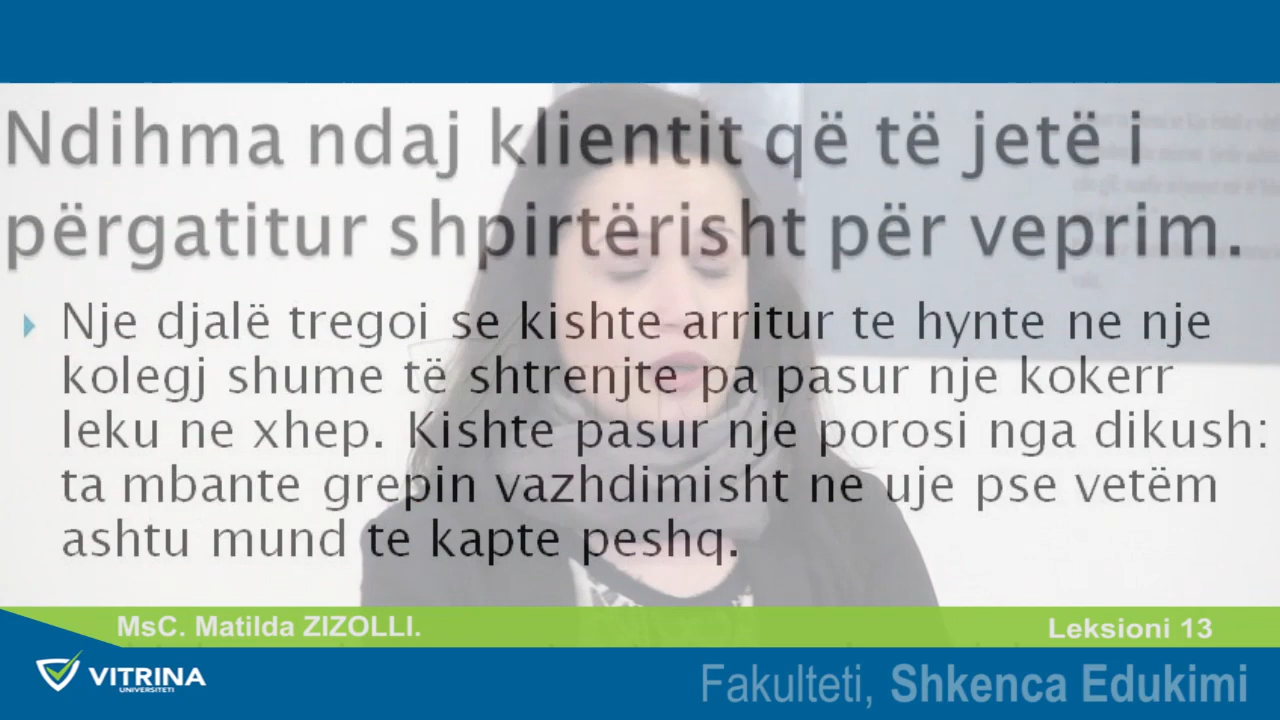 Ndihma ndaj klientit që të jetë i
përgatitur shpirtërisht për veprim.
Nje djalë tregoi se kishte arritur te hynte ne nje
kolegj shume të shtrenjte pa pasur nje kokerr
leku ne xhep. Kishte pasur nje porosi nga dikush:
ta mbante grepin vazhdimisht ne uje pse vetëm
ashtu mund te kapte peshq.
MsC. Matilda ZIZOLLI.
Leksioni 13
VITRINA
UNIVERSITETI
Fakulteti, Shkenca Edukimi